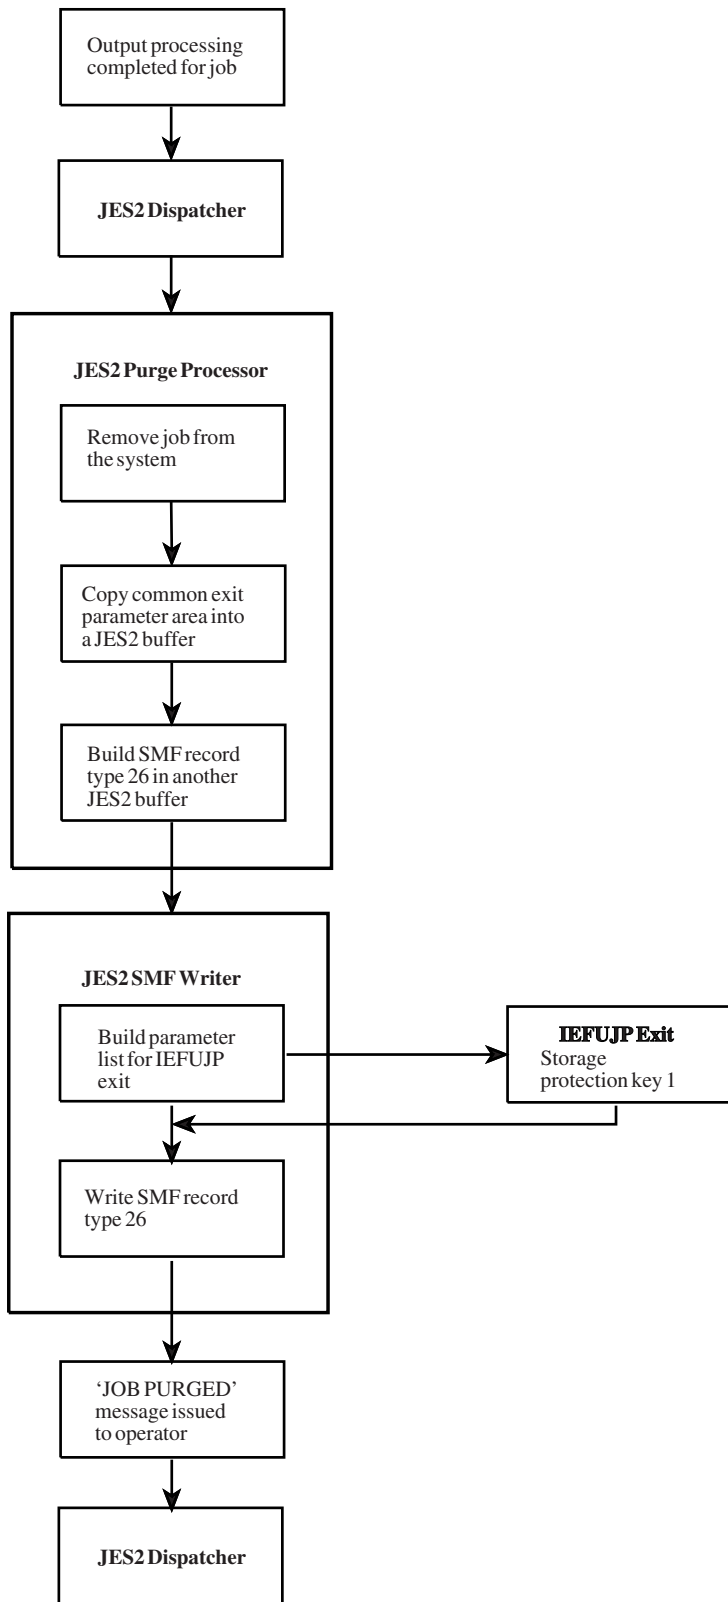 Output processing
completed for job
JES2 Dispatcher
JES2 Purge Processor
Remove job from
the system
Copy common exit
parameter area into
a JES2 buffer
Build SMF record
type 26 in another
JES2 buffer
JES2 SMF Writer
Build parameter
list for IEFUJP
exit
IEFUJP Exit
Storage
protection key 1
Write SMF record
type 26
‘JOB PURGED’
message issued
to operator
JES2 Dispatcher